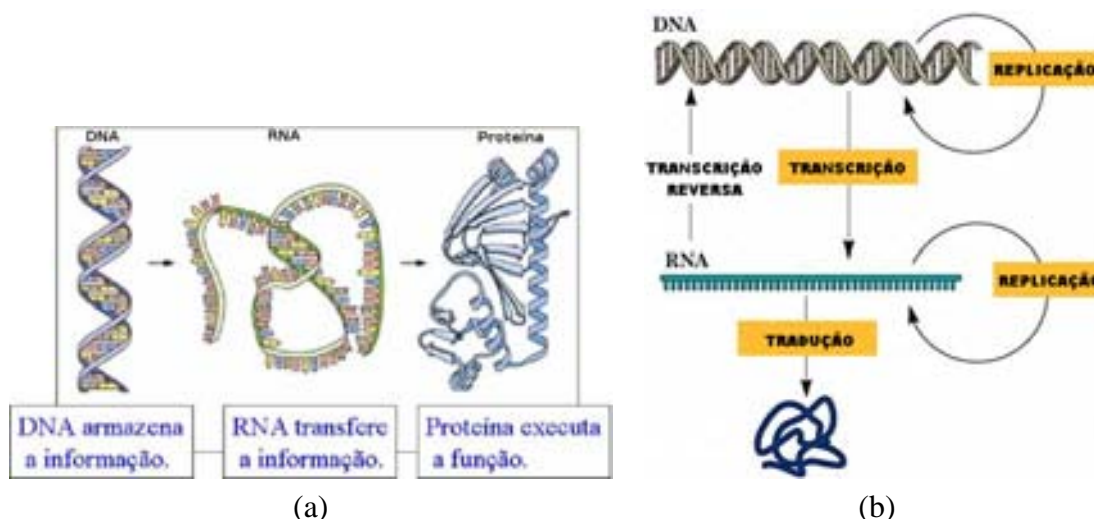 DNA
RNA
Proteína
DNA armazena
a informação.
RNA transfere
a informação.
Proteína executa
a função.
(a)
DNA
REPLICAÇÃO
TRANSCRIÇÃO
REVERSA
TRANSCRIÇÃO
RNA
REPLICAÇÃO
TRADUÇÃO
(b)